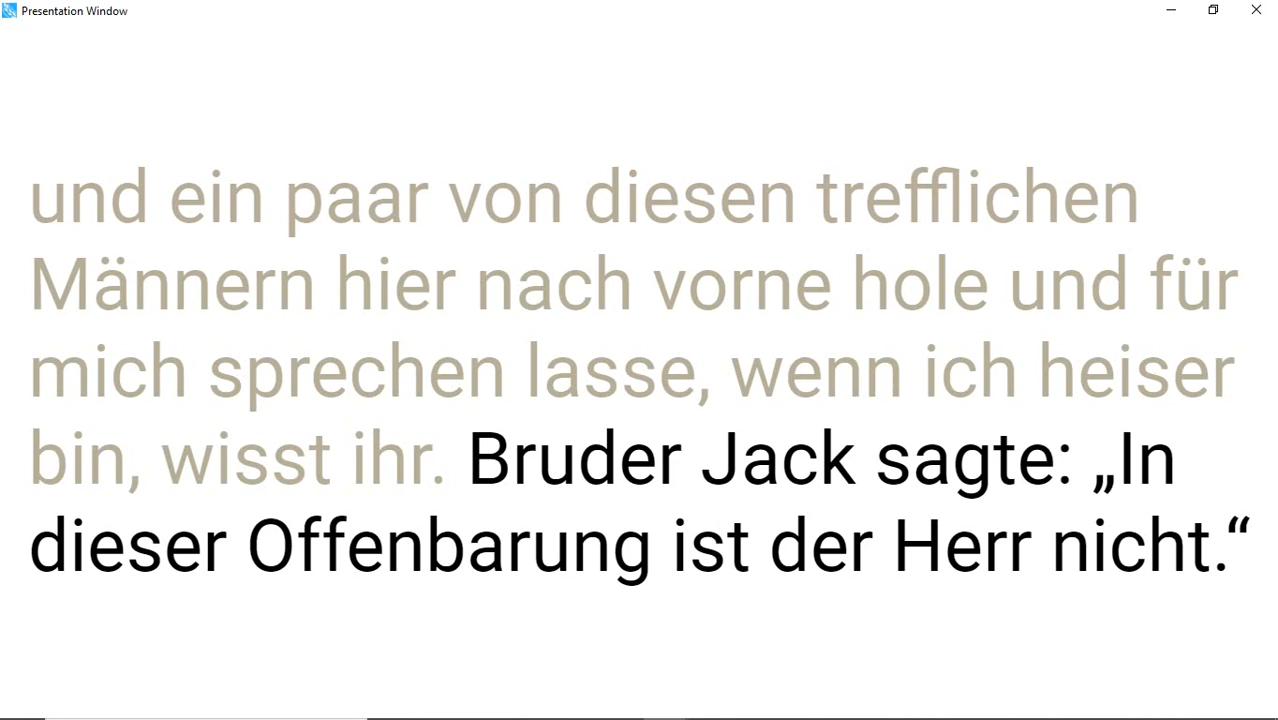 Presentation Window
und ein paar von diesen trefflichen
Männern hier nach vorne hole und für
mich sprechen lasse, wenn ich heiser
bin, wisst ihr. Bruder Jack sagte: „In
dieser Offenbarung ist der Herr nicht.“